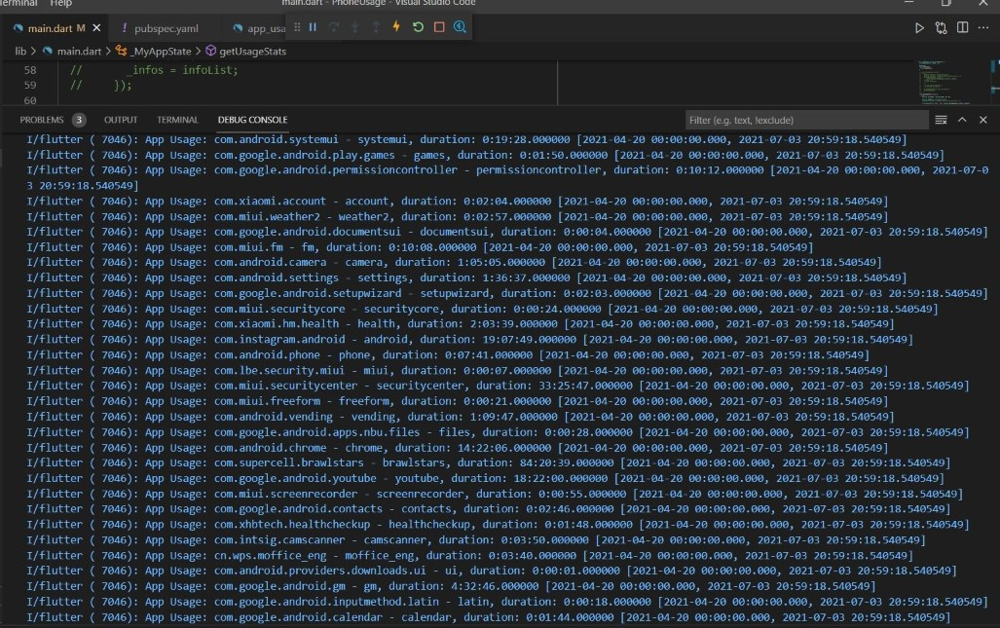 Terminal Help main.dart - PhoneUsage - Visual Studio Code
main.dart M pubspec.yaml app_usa
lib > main.dart > _MyAppState > getUsageStats
58 // _infos = infoList;
59 // });
60
PROBLEMS 3 OUTPUT TERMINAL DEBUG CONSOLE Filter (e.g. text, !exclude)
I/flutter ( 7046): App Usage: com.android.systemui - systemui, duration: 0:19:28.000000 [2021-04-20 00:00:00.000, 2021-07-03 20:59:18.540549]
I/flutter ( 7046): App Usage: com.google.android.play.games - games, duration: 0:01:50.000000 [2021-04-20 00:00:00.000, 2021-07-03 20:59:18.540549]
I/flutter ( 7046): App Usage: com.google.android.permissioncontroller - permissioncontroller, duration: 0:10:12.000000 [2021-04-20 00:00:00.000, 2021-07-0
3 20:59:18.540549]
I/flutter ( 7046): App Usage: com.xiaomi.account - account, duration: 0:02:04.000000 [2021-04-20 00:00:00.000, 2021-07-03 20:59:18.540549]
I/flutter ( 7046): App Usage: com.miui.weather2 - weather2, duration: 0:02:57.000000 [2021-04-20 00:00:00.000, 2021-07-03 20:59:18.540549]
I/flutter ( 7046): App Usage: com.google.android.documentsui - documentsui, duration: 0:00:04.000000 [2021-04-20 00:00:00.000, 2021-07-03 20:59:18.540549]
I/flutter ( 7046): App Usage: com.miui.fm - fm, duration: 0:10:08.000000 [2021-04-20 00:00:00.000, 2021-07-03 20:59:18.540549]
I/flutter ( 7046): App Usage: com.android.camera - camera, duration: 1:05:05.000000 [2021-04-20 00:00:00.000, 2021-07-03 20:59:18.540549]
I/flutter ( 7046): App Usage: com.android.settings - settings, duration: 1:36:37.000000 [2021-04-20 00:00:00.000, 2021-07-03 20:59:18.540549]
I/flutter ( 7046): App Usage: com.google.android.setupwizard - setupwizard, duration: 0:02:03.000000 [2021-04-20 00:00:00.000, 2021-07-03 20:59:18.540549]
I/flutter ( 7046): App Usage: com.miui.securitycore - securitycore, duration: 0:00:24.000000 [2021-04-20 00:00:00.000, 2021-07-03 20:59:18.540549]
I/flutter ( 7046): App Usage: com.xiaomi.hm.health - health, duration: 2:03:39.000000 [2021-04-20 00:00:00.000, 2021-07-03 20:59:18.540549]
I/flutter ( 7046): App Usage: com.instagram.android - android, duration: 19:07:49.000000 [2021-04-20 00:00:00.000, 2021-07-03 20:59:18.540549]
I/flutter ( 7046): App Usage: com.android.phone - phone, duration: 0:07:41.000000 [2021-04-20 00:00:00.000, 2021-07-03 20:59:18.540549]
I/flutter ( 7046): App Usage: com.lbe.security.miui - miui, duration: 0:00:07.000000 [2021-04-20 00:00:00.000, 2021-07-03 20:59:18.540549]
I/flutter ( 7046): App Usage: com.miui.securitycenter - securitycenter, duration: 33:25:47.000000 [2021-04-20 00:00:00.000, 2021-07-03 20:59:18.540549]
I/flutter ( 7046): App Usage: com.miui.freeform - freeform, duration: 0:00:21.000000 [2021-04-20 00:00:00.000, 2021-07-03 20:59:18.540549]
I/flutter ( 7046): App Usage: com.android.vending - vending, duration: 1:09:47.000000 [2021-04-20 00:00:00.000, 2021-07-03 20:59:18.540549]
I/flutter ( 7046): App Usage: com.google.android.apps.nbu.files - files, duration: 0:00:28.000000 [2021-04-20 00:00:00.000, 2021-07-03 20:59:18.540549]
I/flutter ( 7046): App Usage: com.android.chrome - chrome, duration: 14:22:06.000000 [2021-04-20 00:00:00.000, 2021-07-03 20:59:18.540549]
I/flutter ( 7046): App Usage: com.supercell.brawlstars - brawlstars, duration: 84:20:39.000000 [2021-04-20 00:00:00.000, 2021-07-03 20:59:18.540549]
I/flutter ( 7046): App Usage: com.google.android.youtube - youtube, duration: 18:22:00.000000 [2021-04-20 00:00:00.000, 2021-07-03 20:59:18.540549]
I/flutter ( 7046): App Usage: com.miui.screenrecorder - screenrecorder, duration: 0:00:55.000000 [2021-04-20 00:00:00.000, 2021-07-03 20:59:18.540549]
I/flutter ( 7046): App Usage: com.google.android.contacts - contacts, duration: 0:02:46.000000 [2021-04-20 00:00:00.000, 2021-07-03 20:59:18.540549]
I/flutter ( 7046): App Usage: com.xhbtech.healthcheckup - healthcheckup, duration: 0:01:48.000000 [2021-04-20 00:00:00.000, 2021-07-03 20:59:18.540549]
I/flutter ( 7046): App Usage: com.intsig.camscanner - camscanner, duration: 0:03:50.000000 [2021-04-20 00:00:00.000, 2021-07-03 20:59:18.540549]
I/flutter ( 7046): App Usage: cn.wps.moffice_eng - moffice_eng, duration: 0:03:40.000000 [2021-04-20 00:00:00.000, 2021-07-03 20:59:18.540549]
I/flutter ( 7046): App Usage: com.android.providers.downloads.ui - ui, duration: 0:00:01.000000 [2021-04-20 00:00:00.000, 2021-07-03 20:59:18.540549]
I/flutter ( 7046): App Usage: com.google.android.gm - gm, duration: 4:32:46.000000 [2021-04-20 00:00:00.000, 2021-07-03 20:59:18.540549]
I/flutter ( 7046): App Usage: com.google.android.inputmethod.latin - latin, duration: 0:00:18.000000 [2021-04-20 00:00:00.000, 2021-07-03 20:59:18.540549]
I/flutter ( 7046): App Usage: com.android.calendar - calendar, duration: 0:01:44.000000 [2021-04-20 00:00:00.000, 2021-07-03 20:59:18.540549]